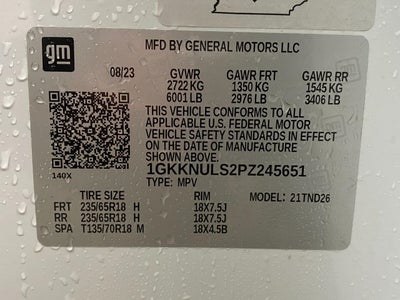 gm
MFD BY GENERAL MOTORS LLC
08/23 GVWR GAWR FRT GAWR RR
2722 KG 1350 KG 1545 KG
6001 LB 2976 LB 3406 LB
THIS VEHICLE CONFORMS TO ALL
APPLICABLE U.S. FEDERAL MOTOR
VEHICLE SAFETY STANDARDS IN EFFECT
ON THE DATE OF MANUFACTURE
SHOWN ABOVE.
1GKKNULS2PZ245651
140X TYPE: MPV
TIRE SIZE RIM MODEL: 21TND26
FRT 235/65R18 H 18X7.5J
RR 235/65R18 H 18X7.5J
SPA T135/70R18 M 18X4.5B